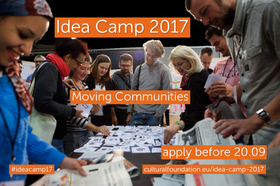 Idea Camp 2017
Moving Communities
apply before 20.09
#ideacamp17
culturalfoundation.eu/idea-camp-2017